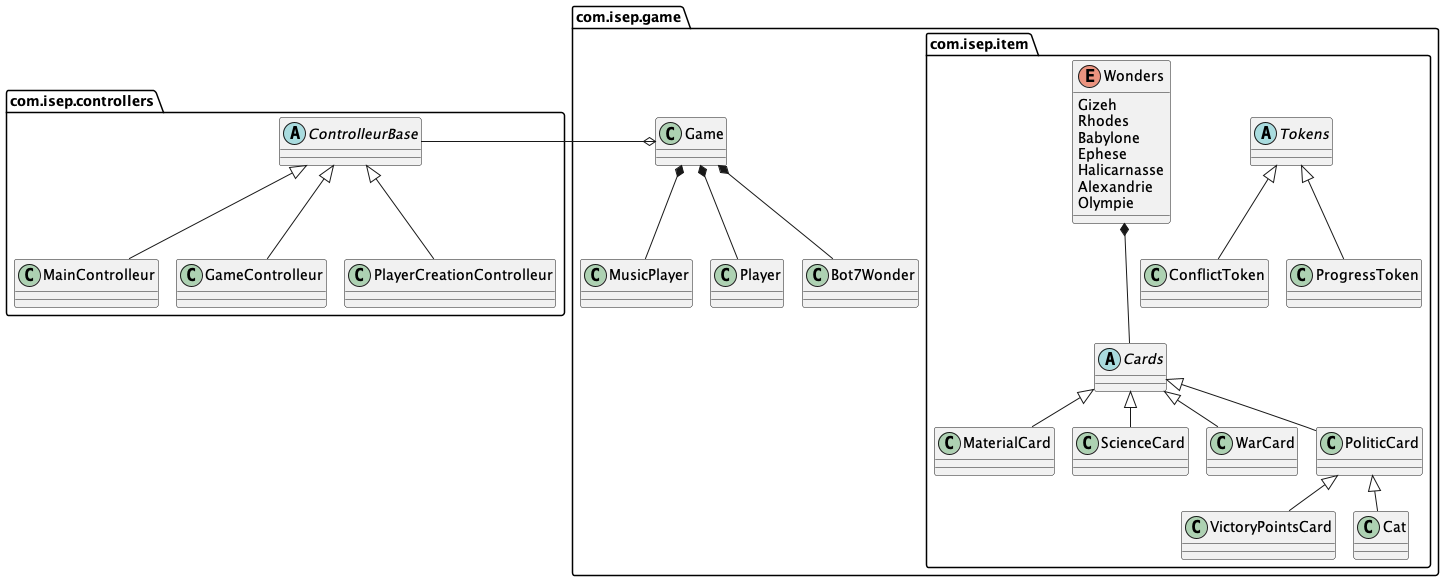 com.isep.game
com.isep.item
com.isep.controllers
A ControlleurBase
C Game
E Wonders
Gizeh
Rhodes
Babylone
Ephese
Halicarnasse
Alexandrie
Olympie
A Tokens
C MainControlleur
C GameControlleur
C PlayerCreationControlleur
C MusicPlayer
C Player
C Bot7Wonder
C ConflictToken
C ProgressToken
A Cards
C MaterialCard
C ScienceCard
C WarCard
C PoliticCard
C VictoryPointsCard
C Cat